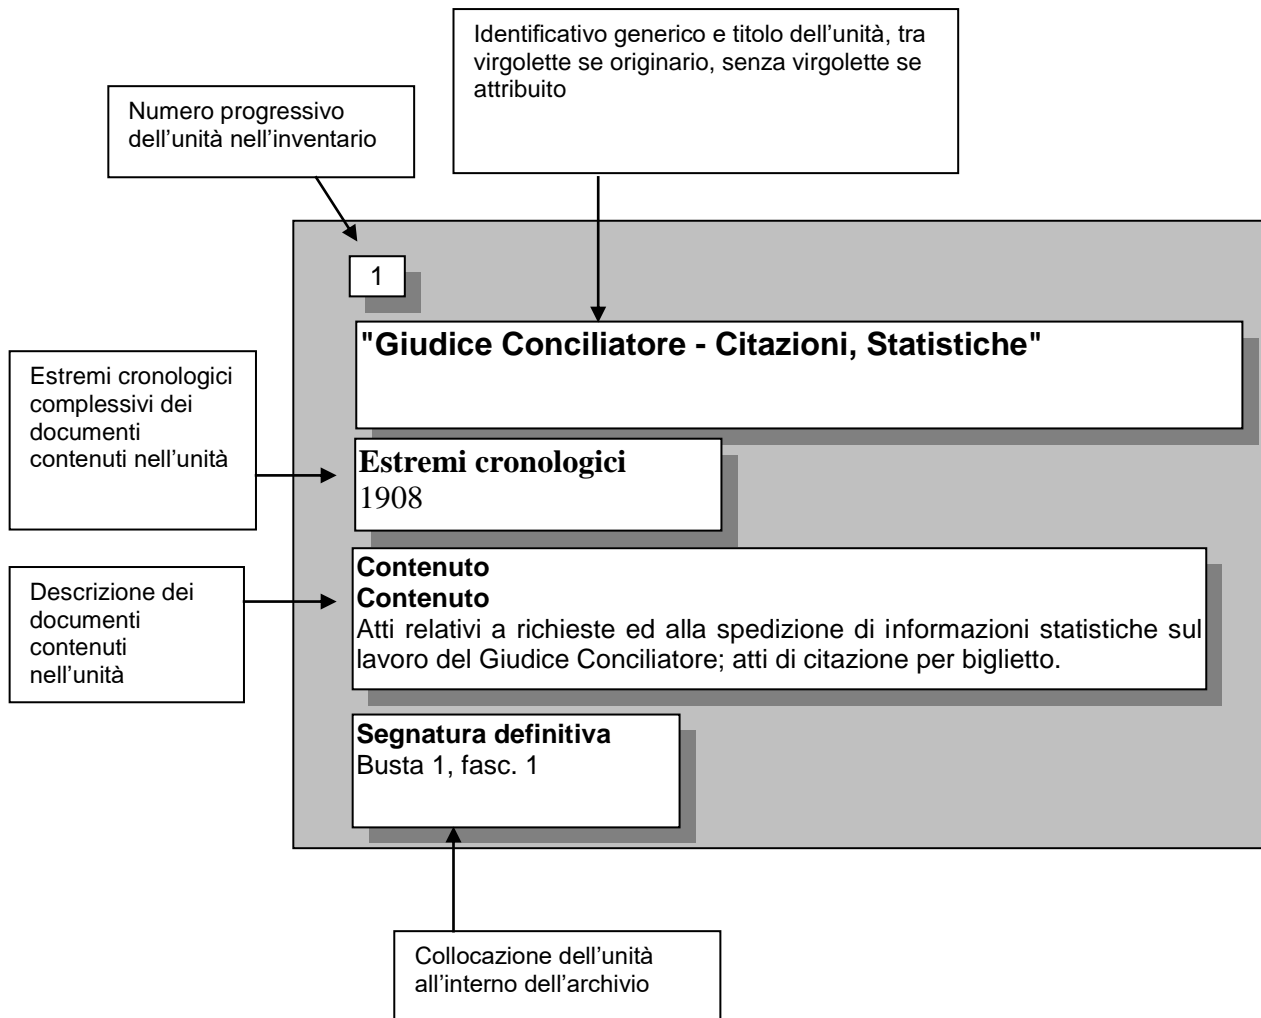 Identificativo generico e titolo dell’unità, tra
virgolette se originario, senza virgolette se
attribuito
Numero progressivo
dell’unità nell’inventario
1
"Giudice Conciliatore - Citazioni, Statistiche"
Estremi cronologici
complessivi dei
documenti
contenuti nell’unità
Estremi cronologici
1908
Descrizione dei
documenti
contenuti
nell’unità
Contenuto
Contenuto
Atti relativi a richieste ed alla spedizione di informazioni statistiche sul
lavoro del Giudice Conciliatore; atti di citazione per biglietto.
Segnatura definitiva
Busta 1, fasc. 1
Collocazione dell’unità
all’interno dell’archivio